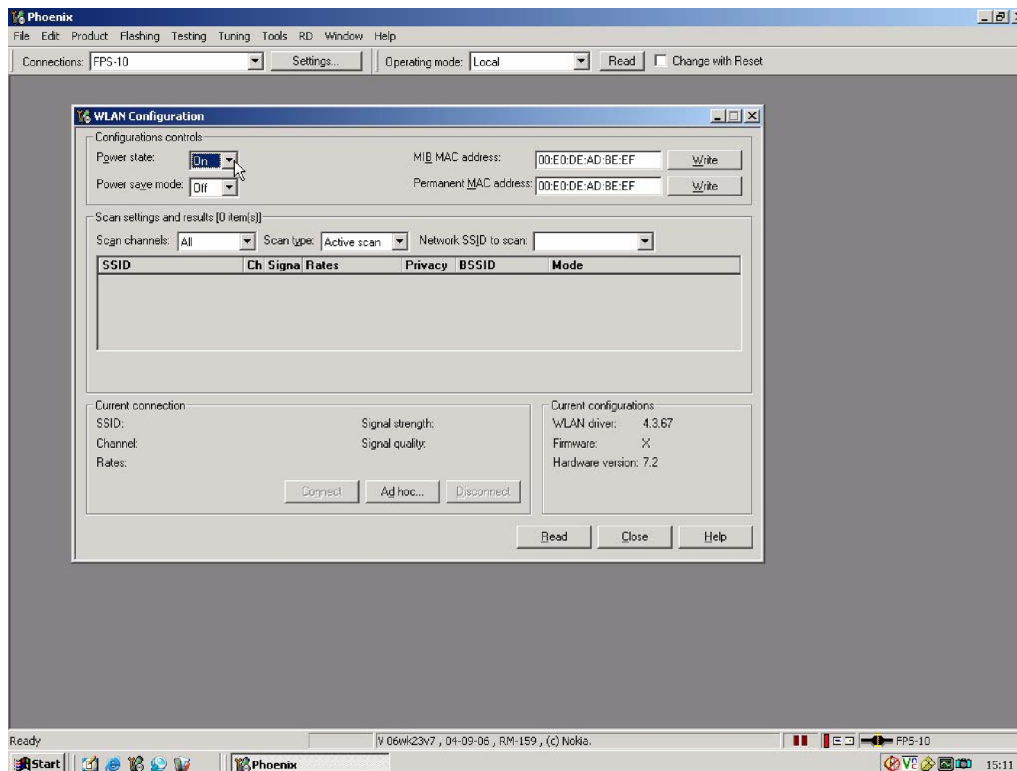 Phoenix
File Edit Product Flashing Testing Tuning Tools RD Window Help
Connections: FPS-10 Settings... Operating mode: Local Read Change with Reset
WLAN Configuration
Configurations controls
Power state: On MIB MAC address: 00:E0:DE:AD:BE:EF Write
Power save mode: Off Permanent MAC address: 00:E0:DE:AD:BE:EF Write
Scan settings and results [0 item(s)]
Scan channels: All Scan type: Active scan Network SSID to scan:
SSID Ch Signa Rates Privacy BSSID Mode
Current connection
SSID: Signal strength:
Channel: Signal quality:
Rates:
Connect Ad hoc... Disconnect
Current configurations
WLAN driver: 4.3.67
Firmware: X
Hardware version: 7.2
Read Close Help
Ready V 06wk23v7 , 04-09-06 , RM-159 , (c) Nokia. FPS-10
Start Phoenix 15:11